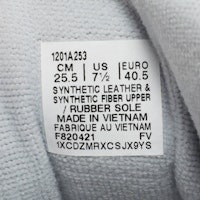 1201A253
CM US EURO
25.5 7½ 40.5
SYNTHETIC LEATHER &
SYNTHETIC FIBER UPPER
/ RUBBER SOLE
MADE IN VIETNAM
FABRIQUE AU VIETNAM
F820421 FV
1XCDZMRXCSJX9YS